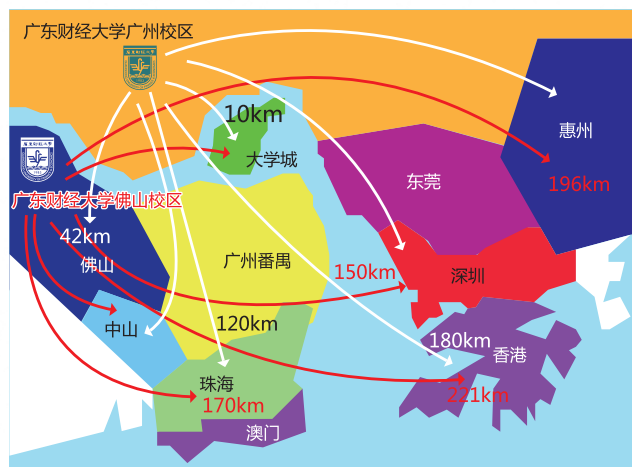 广东财经大学广州校区
10km
大学城
惠州
196km
东莞
广东财经大学佛山校区
42km
佛山
广州番禺
150km
深圳
中山
120km
180km
香港
珠海
170km
221km
澳门